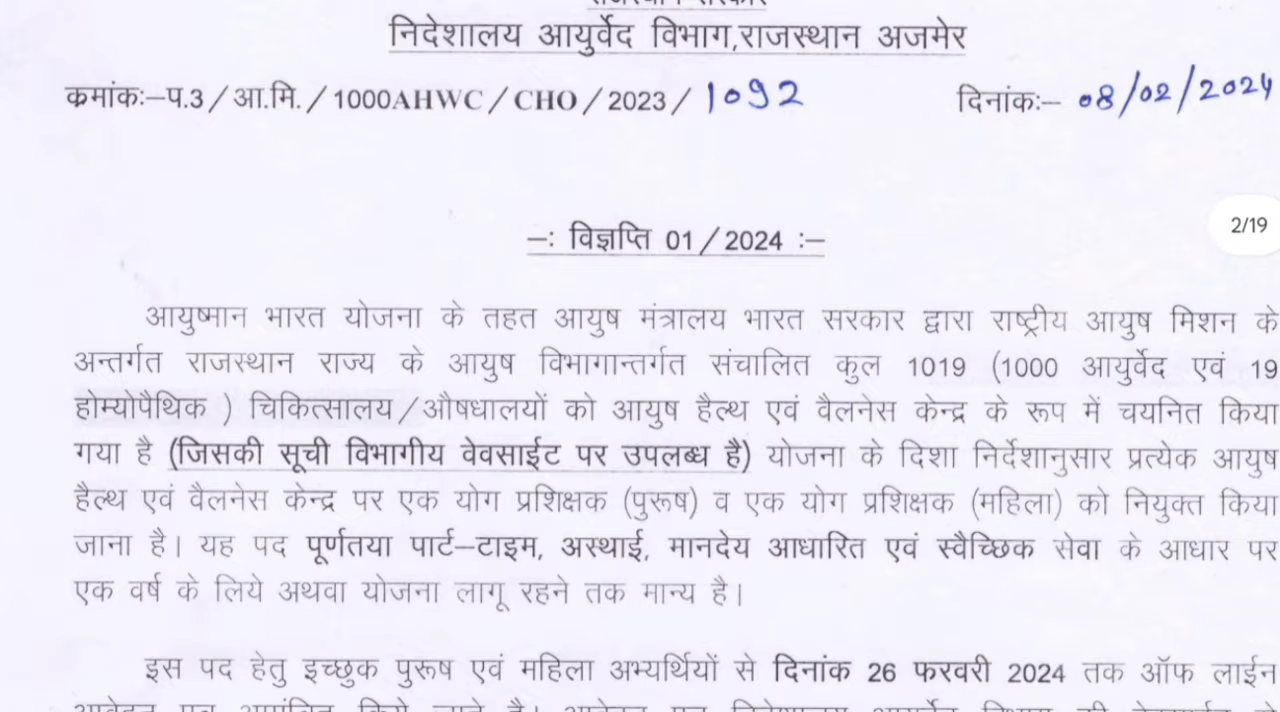 निदेशालय आयुर्वेद विभाग,राजस्थान अजमेर
क्रमांकः–प.3/आ.मि./1000AHWC/CHO/2023/1092 दिनांकः– 08/02/2024
2/19
–: विज्ञप्ति 01/2024 :–
आयुष्मान भारत योजना के तहत आयुष मंत्रालय भारत सरकार द्वारा राष्ट्रीय आयुष मिशन के
अन्तर्गत राजस्थान राज्य के आयुष विभागान्तर्गत संचालित कुल 1019 (1000 आयुर्वेद एवं 19
होम्योपैथिक ) चिकित्सालय/औषधालयों को आयुष हैल्थ एवं वैलनेस केन्द्र के रूप में चयनित किया
गया है (जिसकी सूची विभागीय वेवसाईट पर उपलब्ध है) योजना के दिशा निर्देशानुसार प्रत्येक आयुष
हैल्थ एवं वैलनेस केन्द्र पर एक योग प्रशिक्षक (पुरूष) व एक योग प्रशिक्षक (महिला) को नियुक्त किया
जाना है। यह पद पूर्णतया पार्ट–टाइम, अस्थाई, मानदेय आधारित एवं स्वैच्छिक सेवा के आधार पर
एक वर्ष के लिये अथवा योजना लागू रहने तक मान्य है।
इस पद हेतु इच्छुक पुरूष एवं महिला अभ्यर्थियों से दिनांक 26 फरवरी 2024 तक ऑफ लाईन